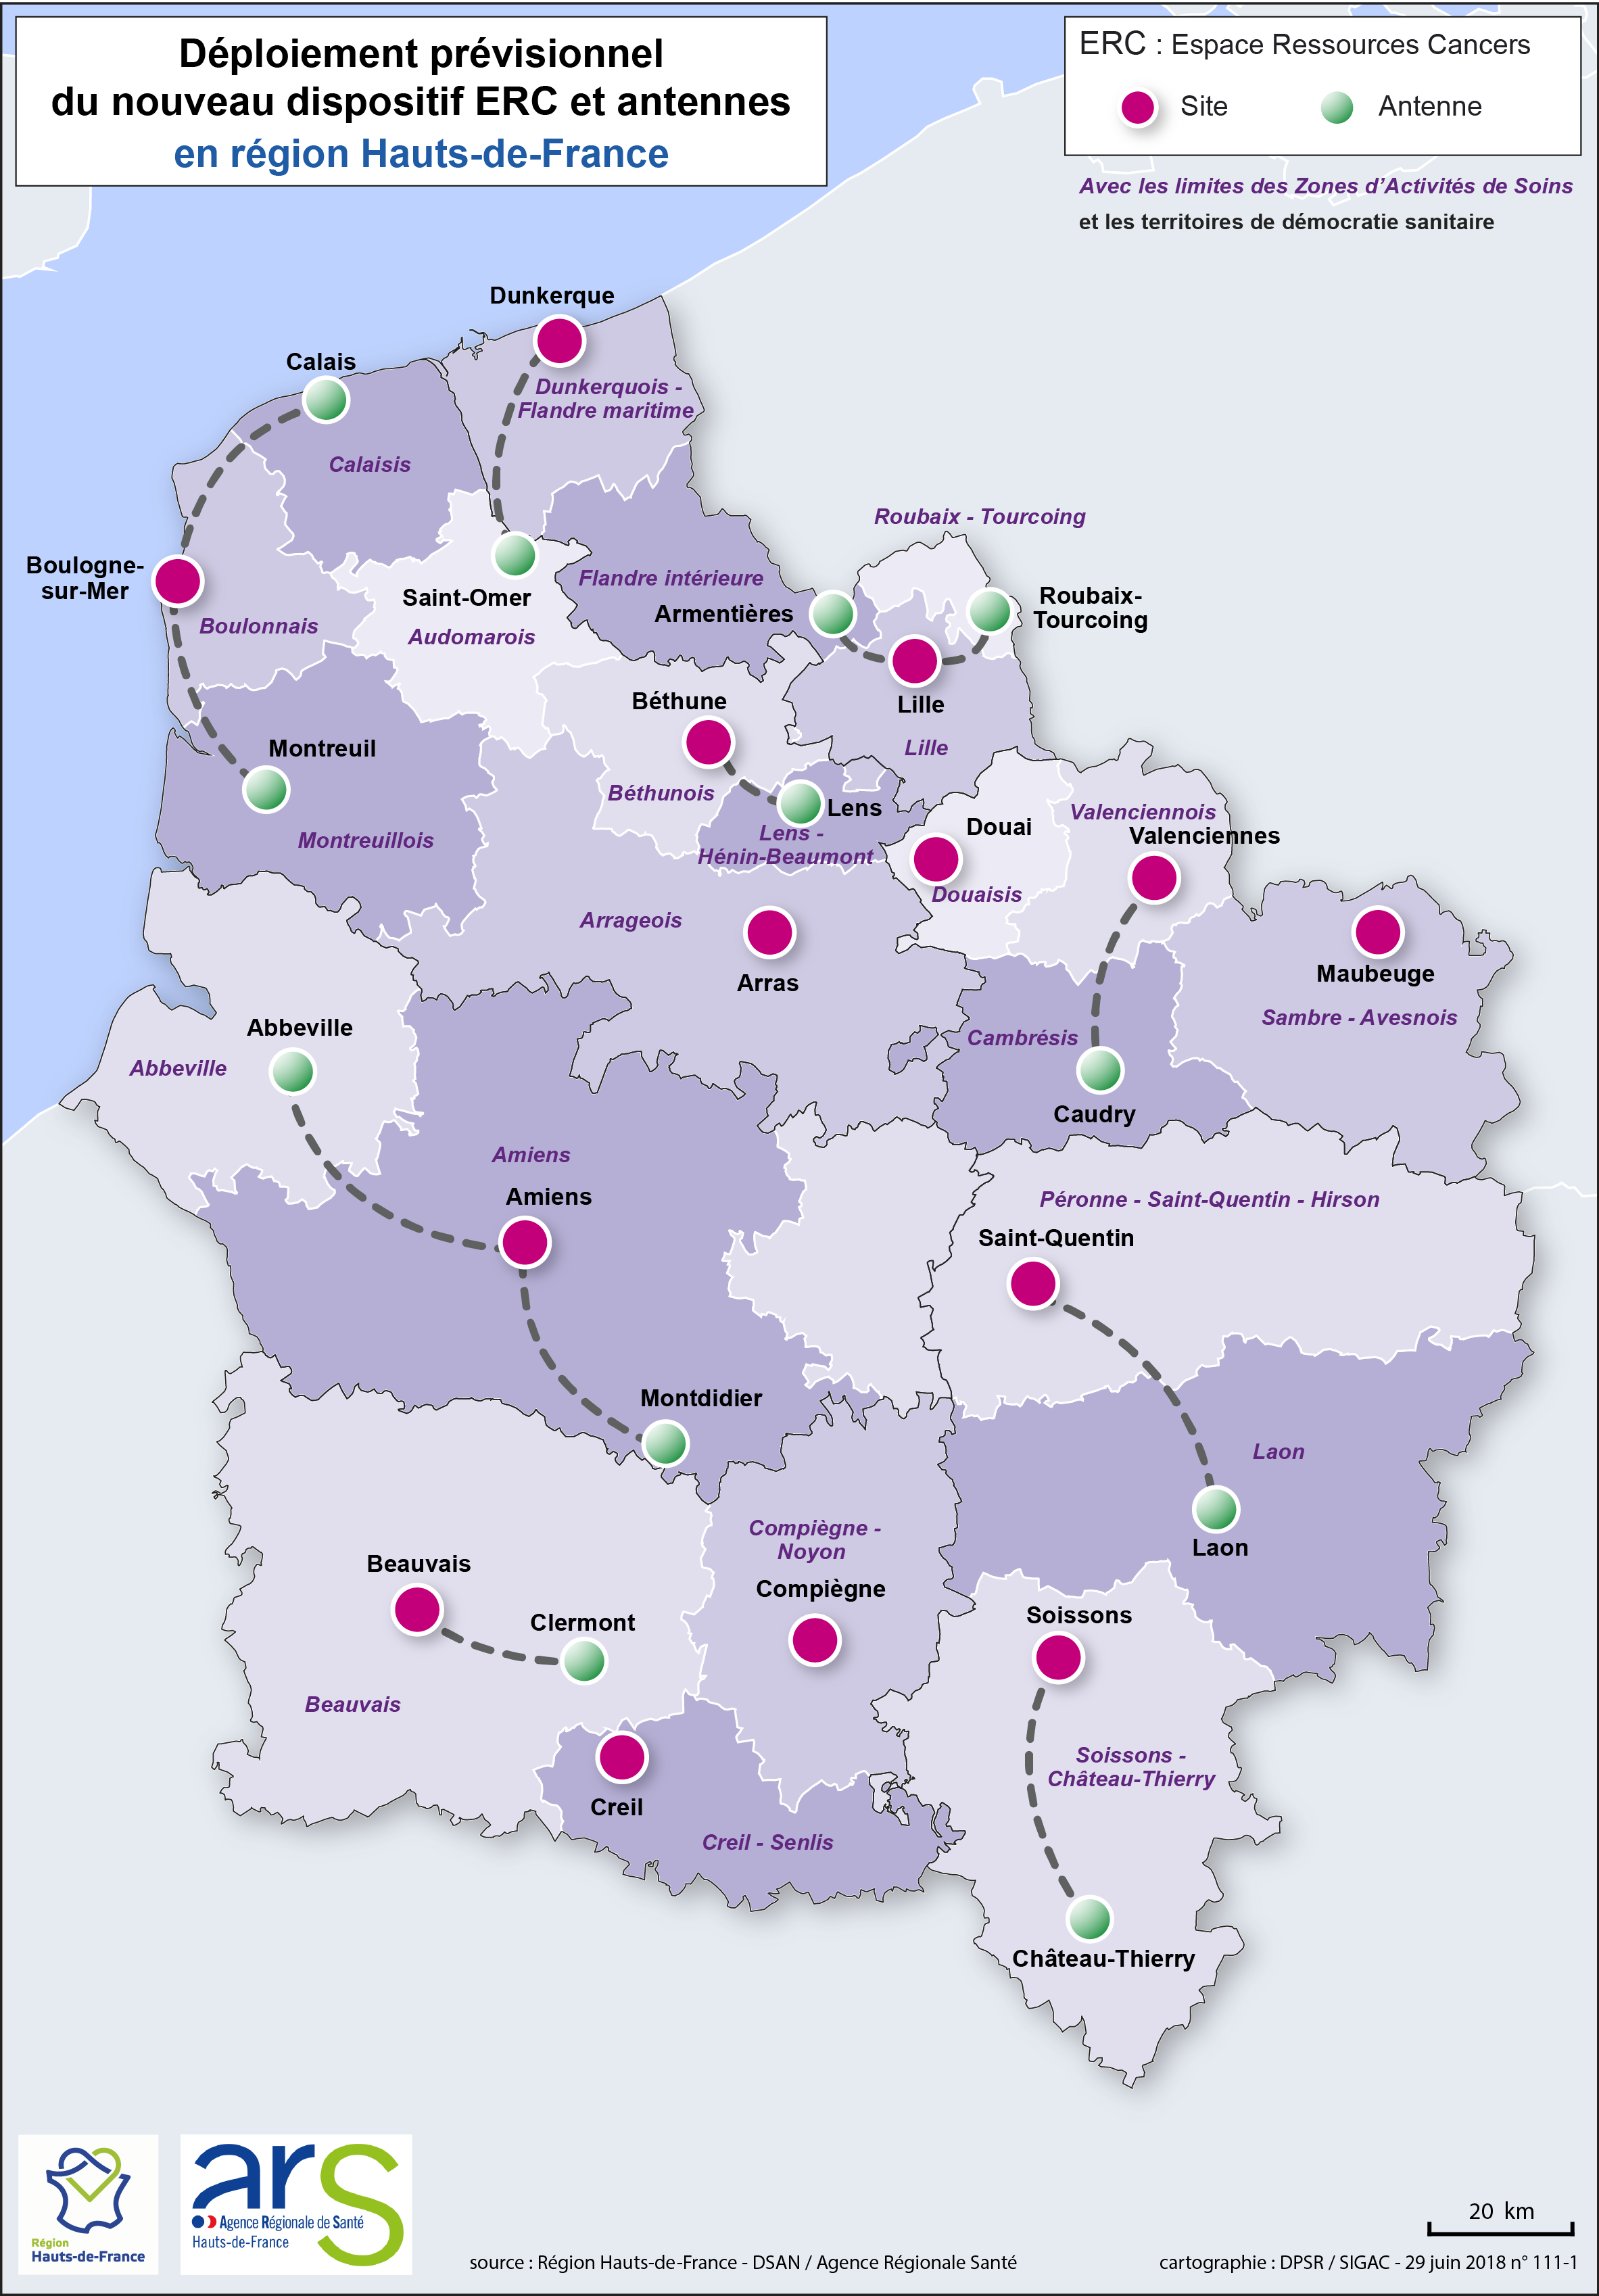 Déploiement prévisionnel
du nouveau dispositif ERC et antennes
en région Hauts-de-France
ERC : Espace Ressources Cancers
Site
Antenne
Avec les limites des Zones d’Activités de Soins
et les territoires de démocratie sanitaire
Dunkerque
Calais
Dunkerquois -
Flandre maritime
Calaisis
Roubaix - Tourcoing
Boulogne-
sur-Mer
Flandre intérieure
Saint-Omer
Armentières
Roubaix-
Tourcoing
Boulonnais
Audomarois
Béthune
Lille
Montreuil
Lille
Béthunois
Lens
Valenciennois
Douai
Valenciennes
Montreuillois
Lens -
Hénin-Beaumont
Douaisis
Arrageois
Arras
Maubeuge
Sambre - Avesnois
Abbeville
Cambrésis
Abbeville
Caudry
Amiens
Amiens
Péronne - Saint-Quentin - Hirson
Saint-Quentin
Montdidier
Laon
Compiègne -
Noyon
Laon
Beauvais
Compiègne
Clermont
Soissons
Beauvais
Soissons -
Château-Thierry
Creil
Creil - Senlis
Château-Thierry
Région
Hauts-de-France
ars
Agence Régionale de Santé
Hauts-de-France
20 km
source : Région Hauts-de-France - DSAN / Agence Régionale Santé
cartographie : DPSR / SIGAC - 29 juin 2018 n° 111-1